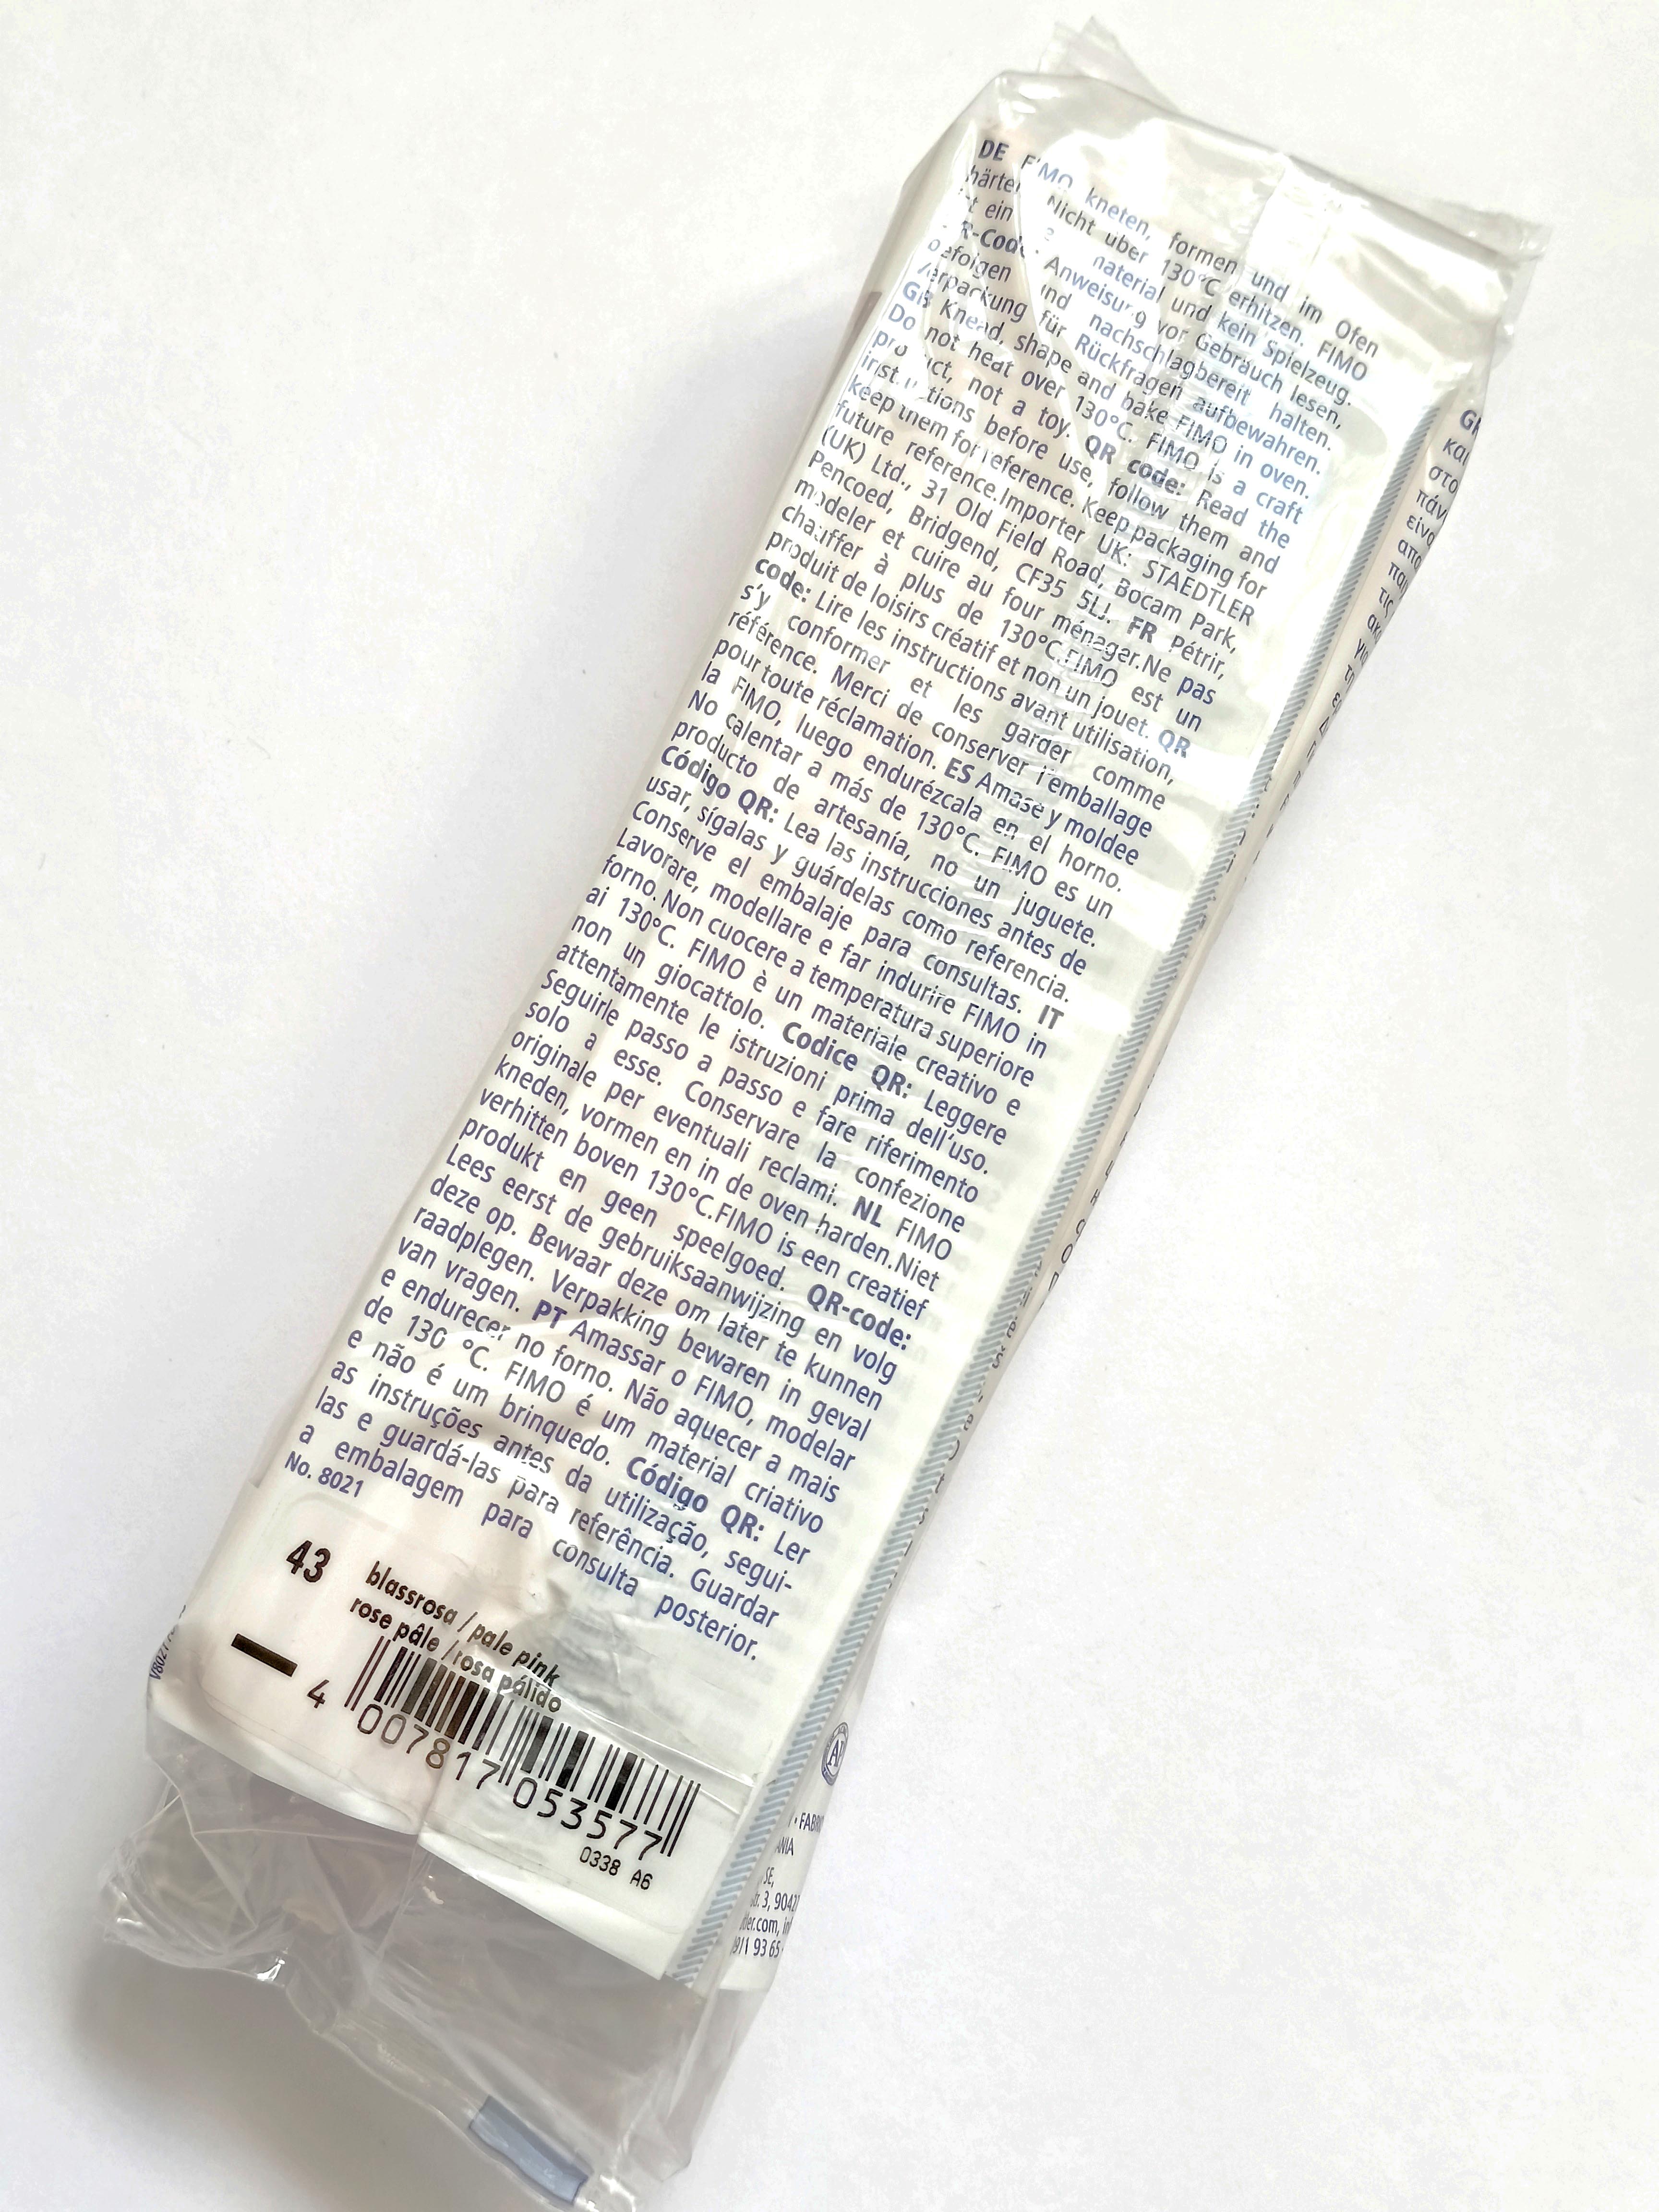 DE FIMO kneten, formen und im Ofen
härten. Nicht über 130°C erhitzen. FIMO
ist ein material und kein Spielzeug.
QR-Code: Anweisung vor Gebrauch lesen,
befolgen und nachschlagbereit halten.
Verpackung für Rückfragen aufbewahren.
GB Knead, shape and bake FIMO in oven.
Do not heat over 130°C. FIMO is a craft
product, not a toy. QR code: Read the
instructions before use, follow them and
keep them for reference. Keep packaging for
future reference.Importer UK: STAEDTLER
(UK) Ltd., 31 Old Field Road, Bocam Park,
Pencoed, Bridgend, CF35 5LJ. FR Pétrir,
modeler et cuire au four ménager.Ne pas
chauffer à plus de 130°C.FIMO est un
produit de loisirs créatif et non un jouet. QR
code: Lire les instructions avant utilisation,
s'y conformer et les garder comme
référence. Merci de conserver l'emballage
pour toute réclamation. ES Amase y moldee
la FIMO, luego endurézcala en el horno.
No calentar a más de 130°C. FIMO es un
producto de artesanía, no un juguete.
Código QR: Lea las instrucciones antes de
usar, sígalas y guárdelas como referencia.
Conserve el embalaje para consultas. IT
Lavorare, modellare e far indurire FIMO in
forno. Non cuocere a temperatura superiore
ai 130°C. FIMO è un materiale creativo e
non un giocattolo. Codice QR: Leggere
attentamente le istruzioni prima dell'uso.
Seguirle passo a passo e fare riferimento
solo a esse. Conservare la confezione
originale per eventuali reclami. NL FIMO
kneden, vormen en in de oven harden.Niet
verhitten boven 130°C.FIMO is een creatief
produkt en geen speelgoed. QR-code:
Lees eerst de gebruiksaanwijzing en volg
deze op. Bewaar deze om later te kunnen
raadplegen. Verpakking bewaren in geval
van vragen. PT Amassar o FIMO, modelar
e endurecer no forno. Não aquecer a mais
de 130 °C. FIMO é um material criativo
e não é um brinquedo. Código QR: Ler
as instruções antes da utilização, segui-
las e guardá-las para referência. Guardar
a embalagem para consulta posterior.
No. 8021
43 blassrosa / pale pink
rose pâle / rosa pálido
4 007817 053577
0338 A6